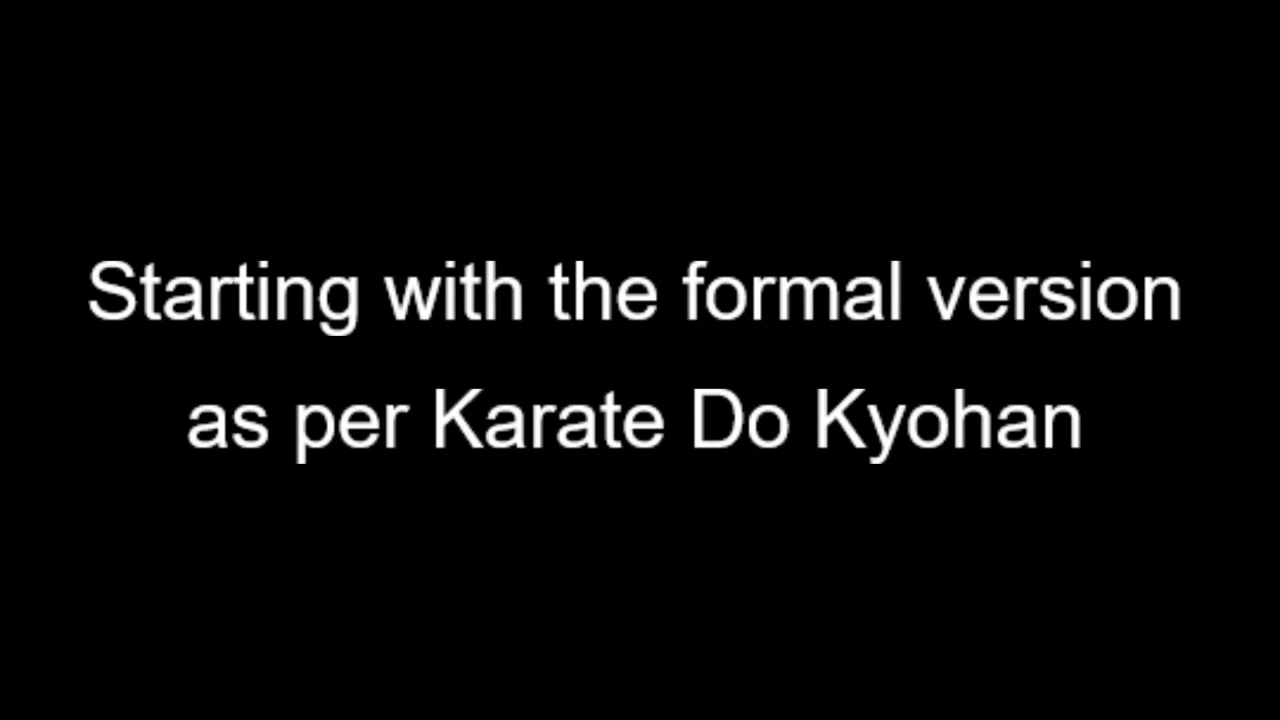 Starting with the formal version
as per Karate Do Kyohan